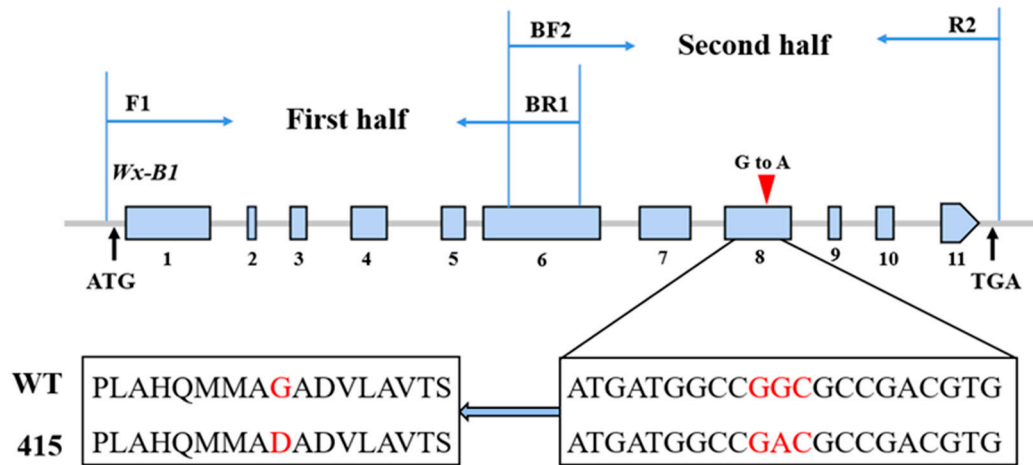 BF2 Second half R2
F1 First half BR1
Wx-B1
G to A
1 2 3 4 5 6 7 8 9 10 11
ATG TGA
WT PLAHQMMAGADVLAVTS ATGATGGCCGGCGCCGACGTG
415 PLAHQMMADADVLAVTS ATGATGGCCGACGCCGACGTG